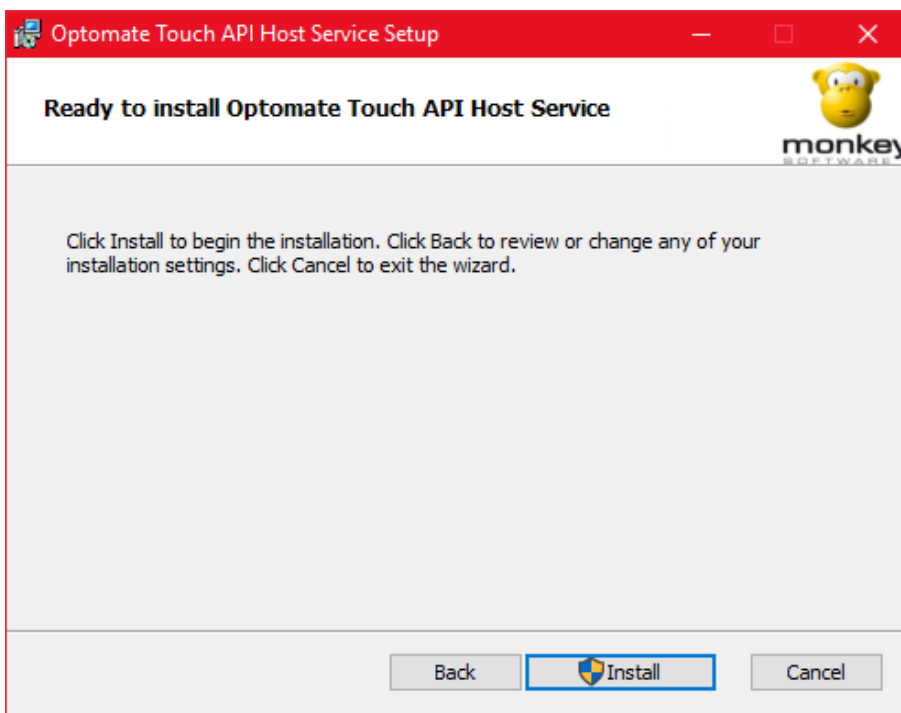 Optomate Touch API Host Service Setup
Ready to install Optomate Touch API Host Service
monkey
SOFTWARE
Click Install to begin the installation. Click Back to review or change any of your
installation settings. Click Cancel to exit the wizard.
Back
Install
Cancel